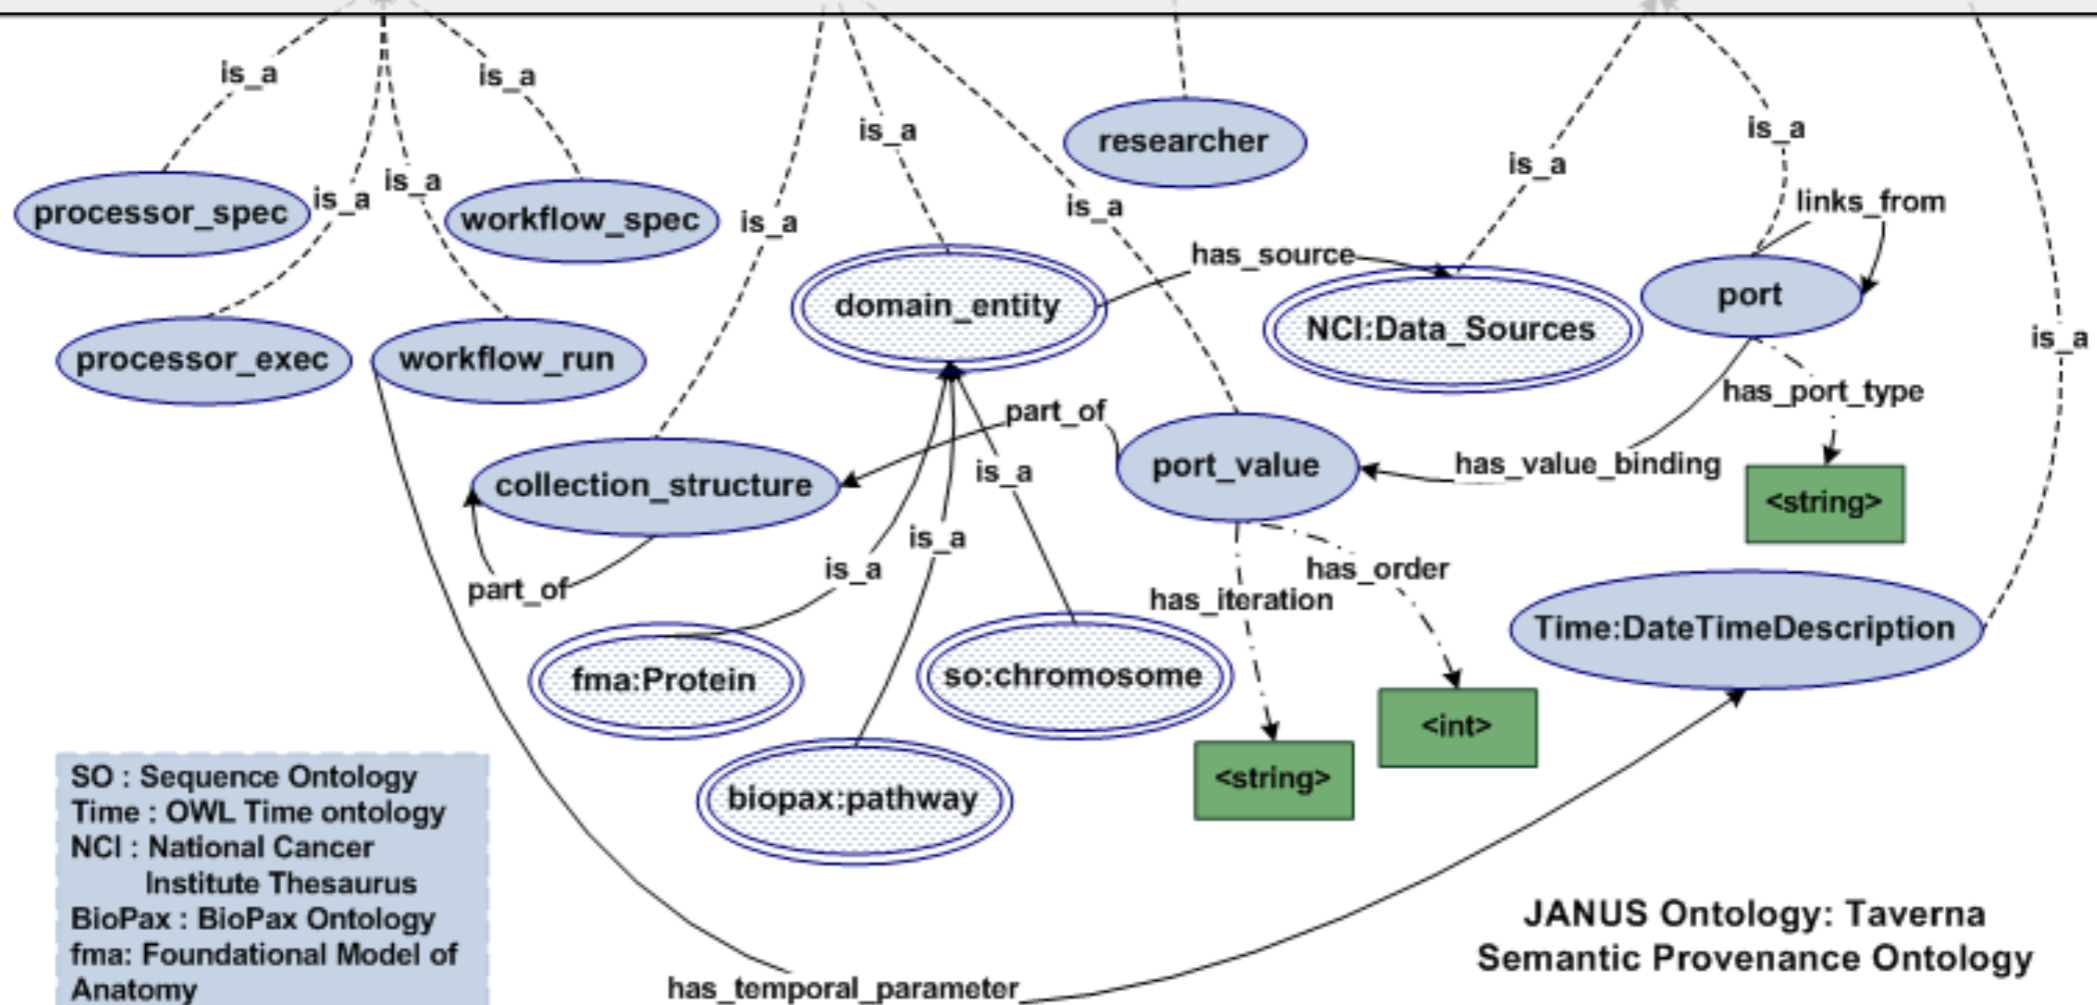 is_a
is_a
is_a
is_a
is_a
is_a
is_a
is_a
is_a
is_a
researcher
processor_spec
workflow_spec
links_from
has_source
domain_entity
NCI:Data_Sources
port
processor_exec
workflow_run
has_port_type
part_of
collection_structure
port_value
has_value_binding
<string>
is_a
is_a
is_a
part_of
has_order
has_iteration
Time:DateTimeDescription
fma:Protein
so:chromosome
<int>
biopax:pathway
<string>
SO : Sequence Ontology
Time : OWL Time ontology
NCI : National Cancer
Institute Thesaurus
BioPax : BioPax Ontology
fma: Foundational Model of
Anatomy
has_temporal_parameter
JANUS Ontology: Taverna
Semantic Provenance Ontology